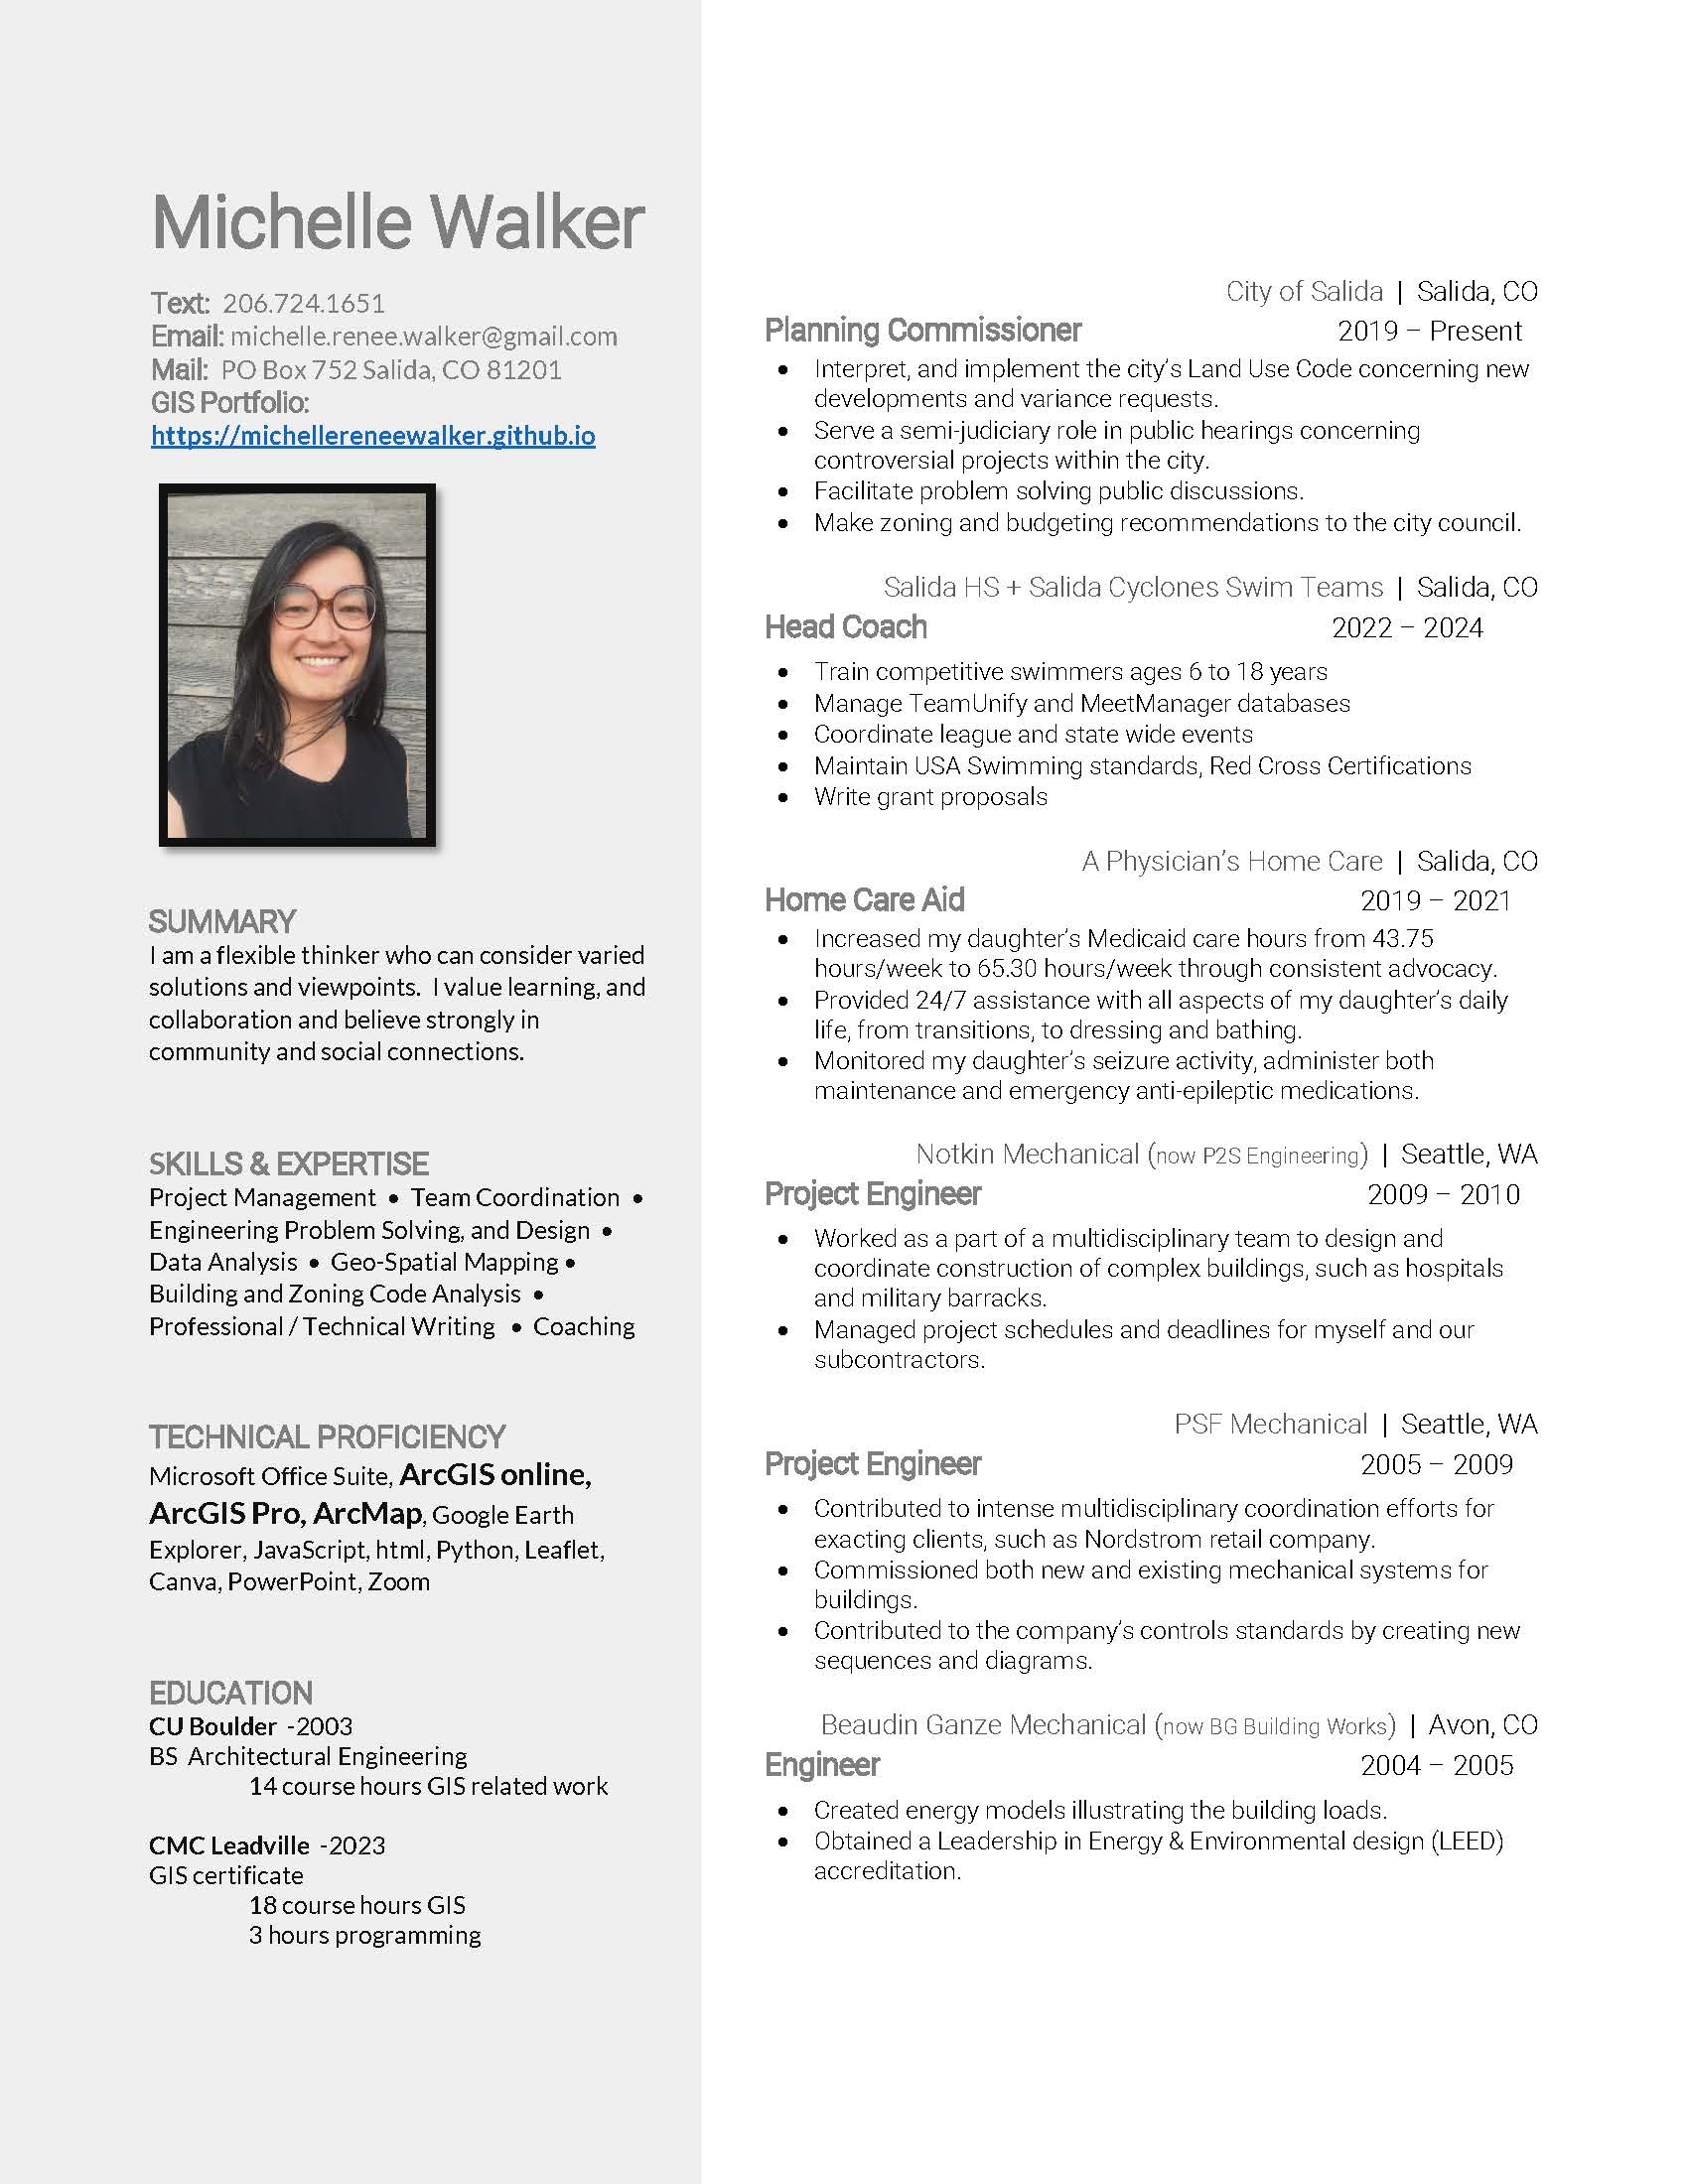 Michelle Walker
Text: 206.724.1651
Email: michelle.renee.walker@gmail.com
Mail: PO Box 752 Salida, CO 81201
GIS Portfolio:
https://michellereneewalker.github.io
SUMMARY
I am a flexible thinker who can consider varied
solutions and viewpoints. I value learning, and
collaboration and believe strongly in
community and social connections.
SKILLS & EXPERTISE
Project Management • Team Coordination •
Engineering Problem Solving, and Design •
Data Analysis • Geo-Spatial Mapping •
Building and Zoning Code Analysis •
Professional / Technical Writing • Coaching
TECHNICAL PROFICIENCY
Microsoft Office Suite, ArcGIS online,
ArcGIS Pro, ArcMap, Google Earth
Explorer, JavaScript, html, Python, Leaflet,
Canva, PowerPoint, Zoom
EDUCATION
CU Boulder -2003
BS Architectural Engineering
14 course hours GIS related work
CMC Leadville -2023
GIS certificate
18 course hours GIS
3 hours programming
City of Salida | Salida, CO
Planning Commissioner 2019 – Present
• Interpret, and implement the city's Land Use Code concerning new
developments and variance requests.
• Serve a semi-judiciary role in public hearings concerning
controversial projects within the city.
• Facilitate problem solving public discussions.
• Make zoning and budgeting recommendations to the city council.
Salida HS + Salida Cyclones Swim Teams | Salida, CO
Head Coach 2022 – 2024
• Train competitive swimmers ages 6 to 18 years
• Manage TeamUnify and MeetManager databases
• Coordinate league and state wide events
• Maintain USA Swimming standards, Red Cross Certifications
• Write grant proposals
A Physician's Home Care | Salida, CO
Home Care Aid 2019 – 2021
• Increased my daughter's Medicaid care hours from 43.75
hours/week to 65.30 hours/week through consistent advocacy.
• Provided 24/7 assistance with all aspects of my daughter's daily
life, from transitions, to dressing and bathing.
• Monitored my daughter's seizure activity, administer both
maintenance and emergency anti-epileptic medications.
Notkin Mechanical (now P2S Engineering) | Seattle, WA
Project Engineer 2009 – 2010
• Worked as a part of a multidisciplinary team to design and
coordinate construction of complex buildings, such as hospitals
and military barracks.
• Managed project schedules and deadlines for myself and our
subcontractors.
PSF Mechanical | Seattle, WA
Project Engineer 2005 – 2009
• Contributed to intense multidisciplinary coordination efforts for
exacting clients, such as Nordstrom retail company.
• Commissioned both new and existing mechanical systems for
buildings.
• Contributed to the company's controls standards by creating new
sequences and diagrams.
Beaudin Ganze Mechanical (now BG Building Works) | Avon, CO
Engineer 2004 – 2005
• Created energy models illustrating the building loads.
• Obtained a Leadership in Energy & Environmental design (LEED)
accreditation.